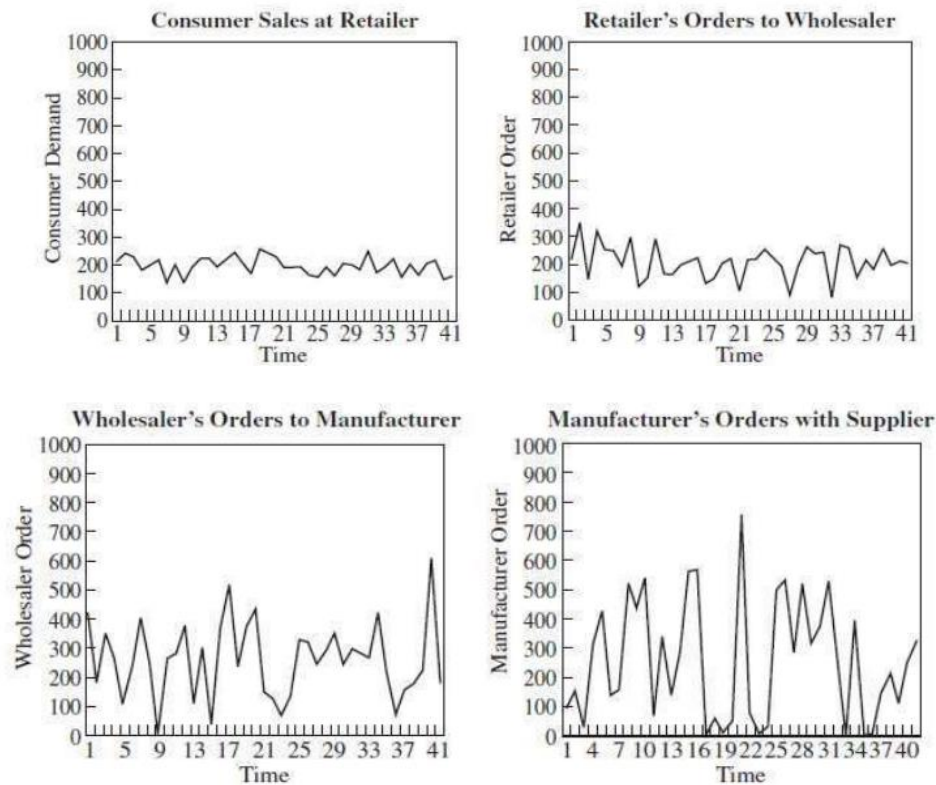 Consumer Sales at Retailer
1000
900
800
700
600
500
400
300
200
100
0
Consumer Demand
1 5 9 13 17 21 25 29 33 37 41
Time
Retailer's Orders to Wholesaler
1000
900
800
700
600
500
400
300
200
100
0
Retailer Order
1 5 9 13 17 21 25 29 33 37 41
Time
Wholesaler's Orders to Manufacturer
1000
900
800
700
600
500
400
300
200
100
0
Wholesaler Order
1 5 9 13 17 21 25 29 33 37 41
Time
Manufacturer's Orders with Supplier
1000
900
800
700
600
500
400
300
200
100
0
Manufacturer Order
1 4 7 10 13 16 19 22 25 28 31 34 37 40
Time